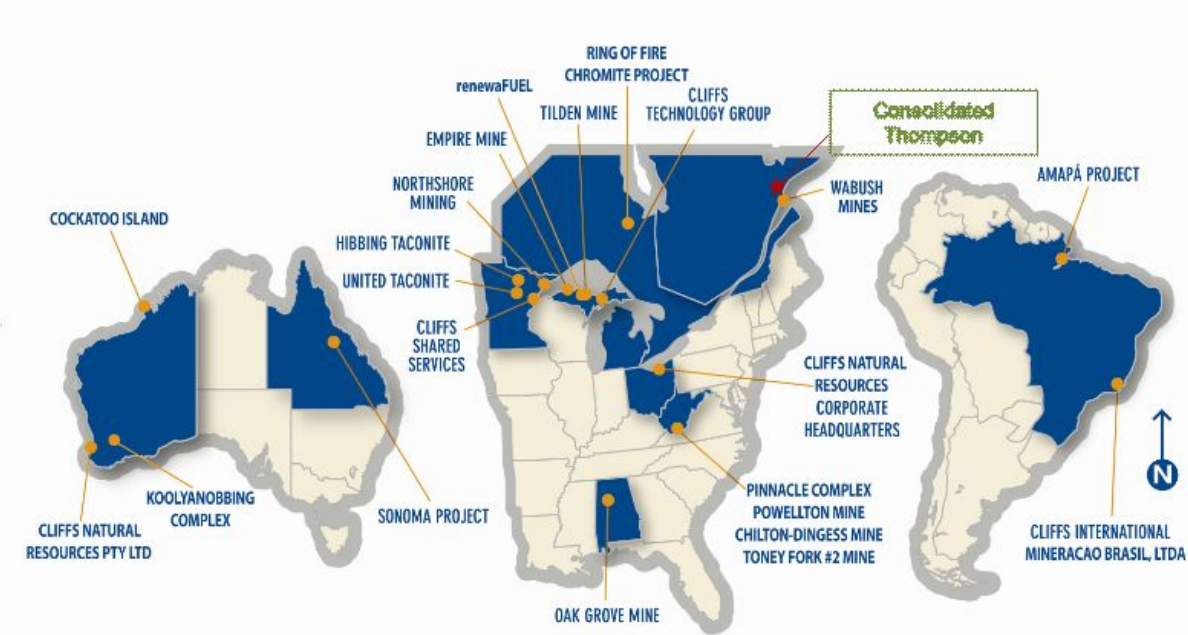 RING OF FIRE
CHROMITE PROJECT
renewaFUEL
TILDEN MINE
CLIFFS
TECHNOLOGY GROUP
Consolidated
Thompson
EMPIRE MINE
NORTHSHORE
MINING
WABUSH
MINES
AMAPÁ PROJECT
COCKATOO ISLAND
HIBBING TACONITE
UNITED TACONITE
CLIFFS
SHARED
SERVICES
CLIFFS NATURAL
RESOURCES
CORPORATE
HEADQUARTERS
N
KOOLYANOBBING
COMPLEX
SONOMA PROJECT
CLIFFS NATURAL
RESOURCES PTY LTD
PINNACLE COMPLEX
POWELLTON MINE
CHILTON-DINGESS MINE
TONEY FORK #2 MINE
CLIFFS INTERNATIONAL
MINERACAO BRASIL, LTDA
OAK GROVE MINE